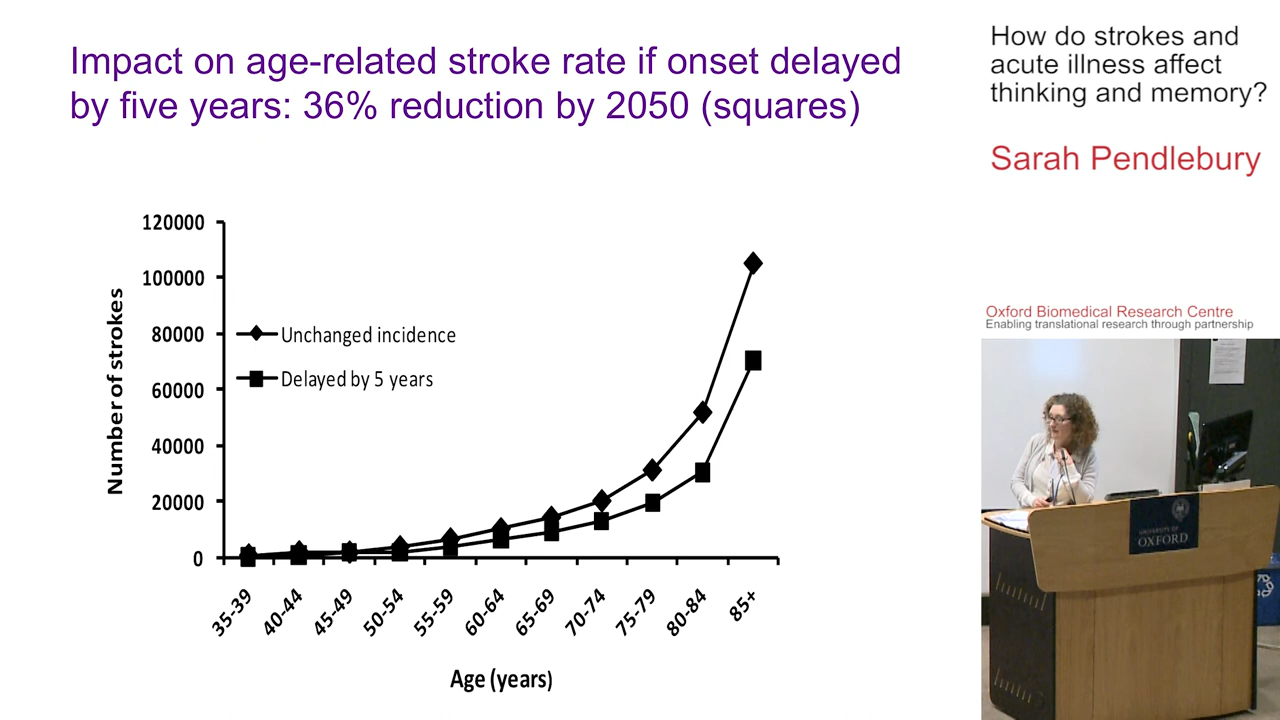 Impact on age-related stroke rate if onset delayed
by five years: 36% reduction by 2050 (squares)
How do strokes and
acute illness affect
thinking and memory?
Sarah Pendlebury
Oxford Biomedical Research Centre
Enabling translational research through partnership
Number of strokes
120000
100000
80000
60000
40000
20000
0
Unchanged incidence
Delayed by 5 years
35-39
40-44
45-49
50-54
55-59
60-64
65-69
70-74
75-79
80-84
85+
Age (years)
UNIVERSITY OF
OXFORD